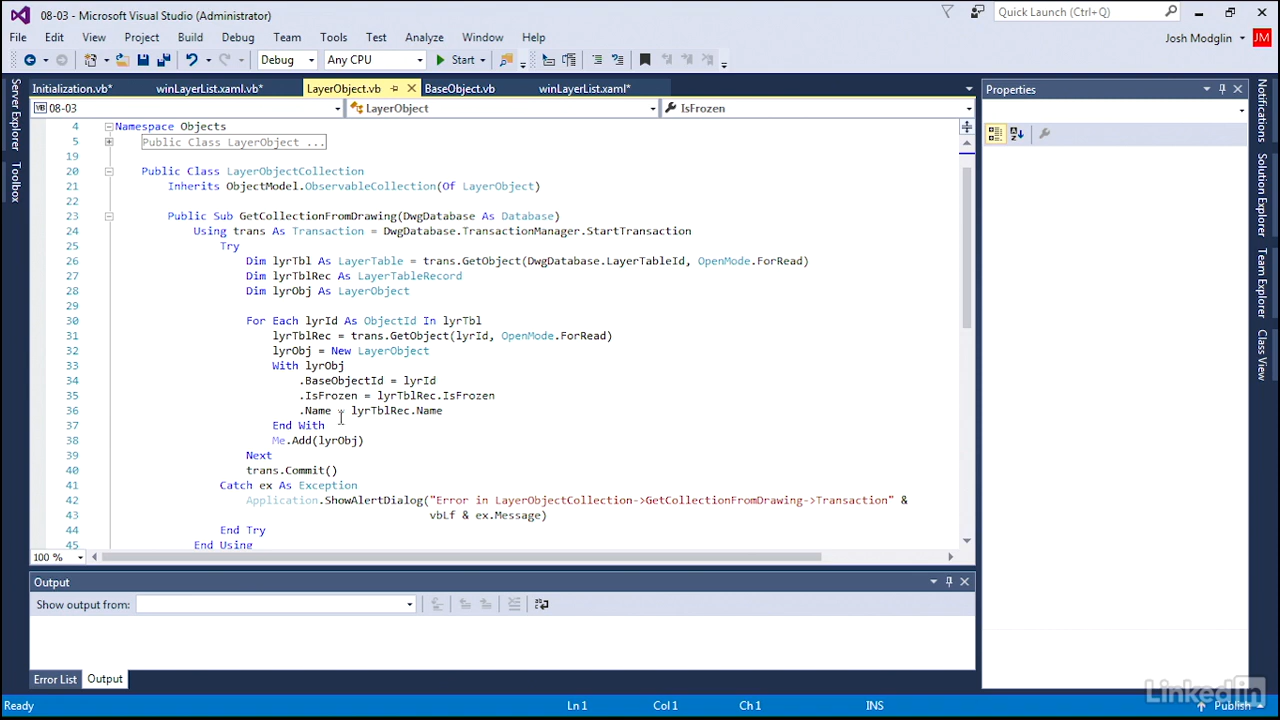 08-03 - Microsoft Visual Studio (Administrator)
Quick Launch (Ctrl+Q)
File Edit View Project Build Debug Team Tools Test Analyze Window Help
Josh Modglin
JM
Debug Any CPU Start
Initialization.vb* winLayerList.xaml.vb* LayerObject.vb BaseObject.vb winLayerList.xaml*
VB 08-03 LayerObject IsFrozen
Server Explorer
Toolbox
4 Namespace Objects
5 Public Class LayerObject ...
19
20 Public Class LayerObjectCollection
21 Inherits ObjectModel.ObservableCollection(Of LayerObject)
22
23 Public Sub GetCollectionFromDrawing(DwgDatabase As Database)
24 Using trans As Transaction = DwgDatabase.TransactionManager.StartTransaction
25 Try
26 Dim lyrTbl As LayerTable = trans.GetObject(DwgDatabase.LayerTableId, OpenMode.ForRead)
27 Dim lyrTblRec As LayerTableRecord
28 Dim lyrObj As LayerObject
29
30 For Each lyrId As ObjectId In lyrTbl
31 lyrTblRec = trans.GetObject(lyrId, OpenMode.ForRead)
32 lyrObj = New LayerObject
33 With lyrObj
34 .BaseObjectId = lyrId
35 .IsFrozen = lyrTblRec.IsFrozen
36 .Name = lyrTblRec.Name
37 End With
38 Me.Add(lyrObj)
39 Next
40 trans.Commit()
41 Catch ex As Exception
42 Application.ShowAlertDialog("Error in LayerObjectCollection->GetCollectionFromDrawing->Transaction" &
43 vbLf & ex.Message)
44 End Try
45 End Using
100 %
Output
Show output from:
Error List Output
Properties
Notifications
Solution Explorer
Team Explorer
Class View
LinkedIn
Ready Ln 1 Col 1 Ch 1 INS Publish